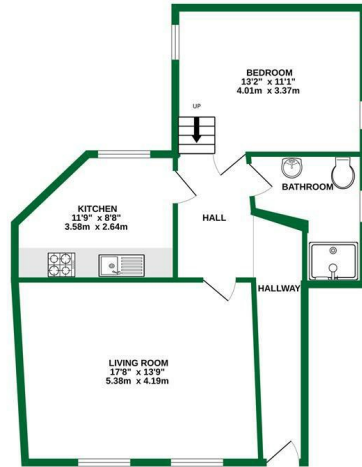 BEDROOM
13'2" x 11'1"
4.01m x 3.37m
UP
BATHROOM
KITCHEN
11'9" x 8'8"
3.58m x 2.64m
HALL
HALLWAY
LIVING ROOM
17'8" x 13'9"
5.38m x 4.19m